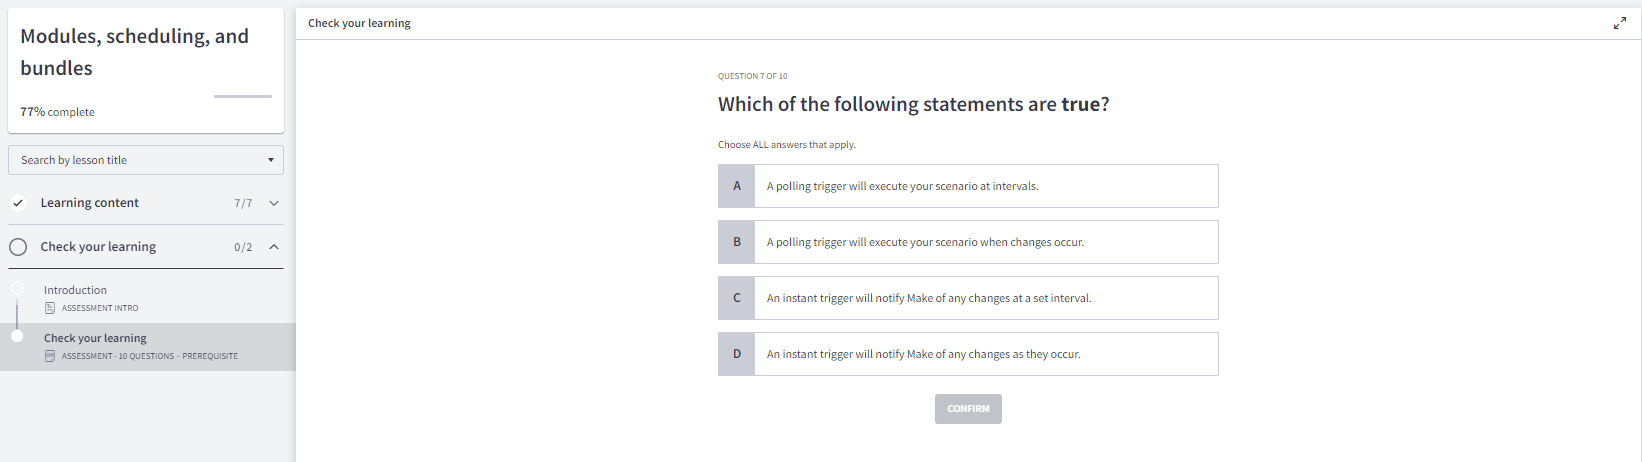 Modules, scheduling, and
bundles
77% complete
Search by lesson title
Learning content 7/7
Check your learning 0/2
Introduction
ASSESSMENT INTRO
Check your learning
ASSESSMENT - 10 QUESTIONS - PREREQUISITE
Check your learning
QUESTION 7 OF 10
Which of the following statements are true?
Choose ALL answers that apply.
A A polling trigger will execute your scenario at intervals.
B A polling trigger will execute your scenario when changes occur.
C An instant trigger will notify Make of any changes at a set interval.
D An instant trigger will notify Make of any changes as they occur.
CONFIRM